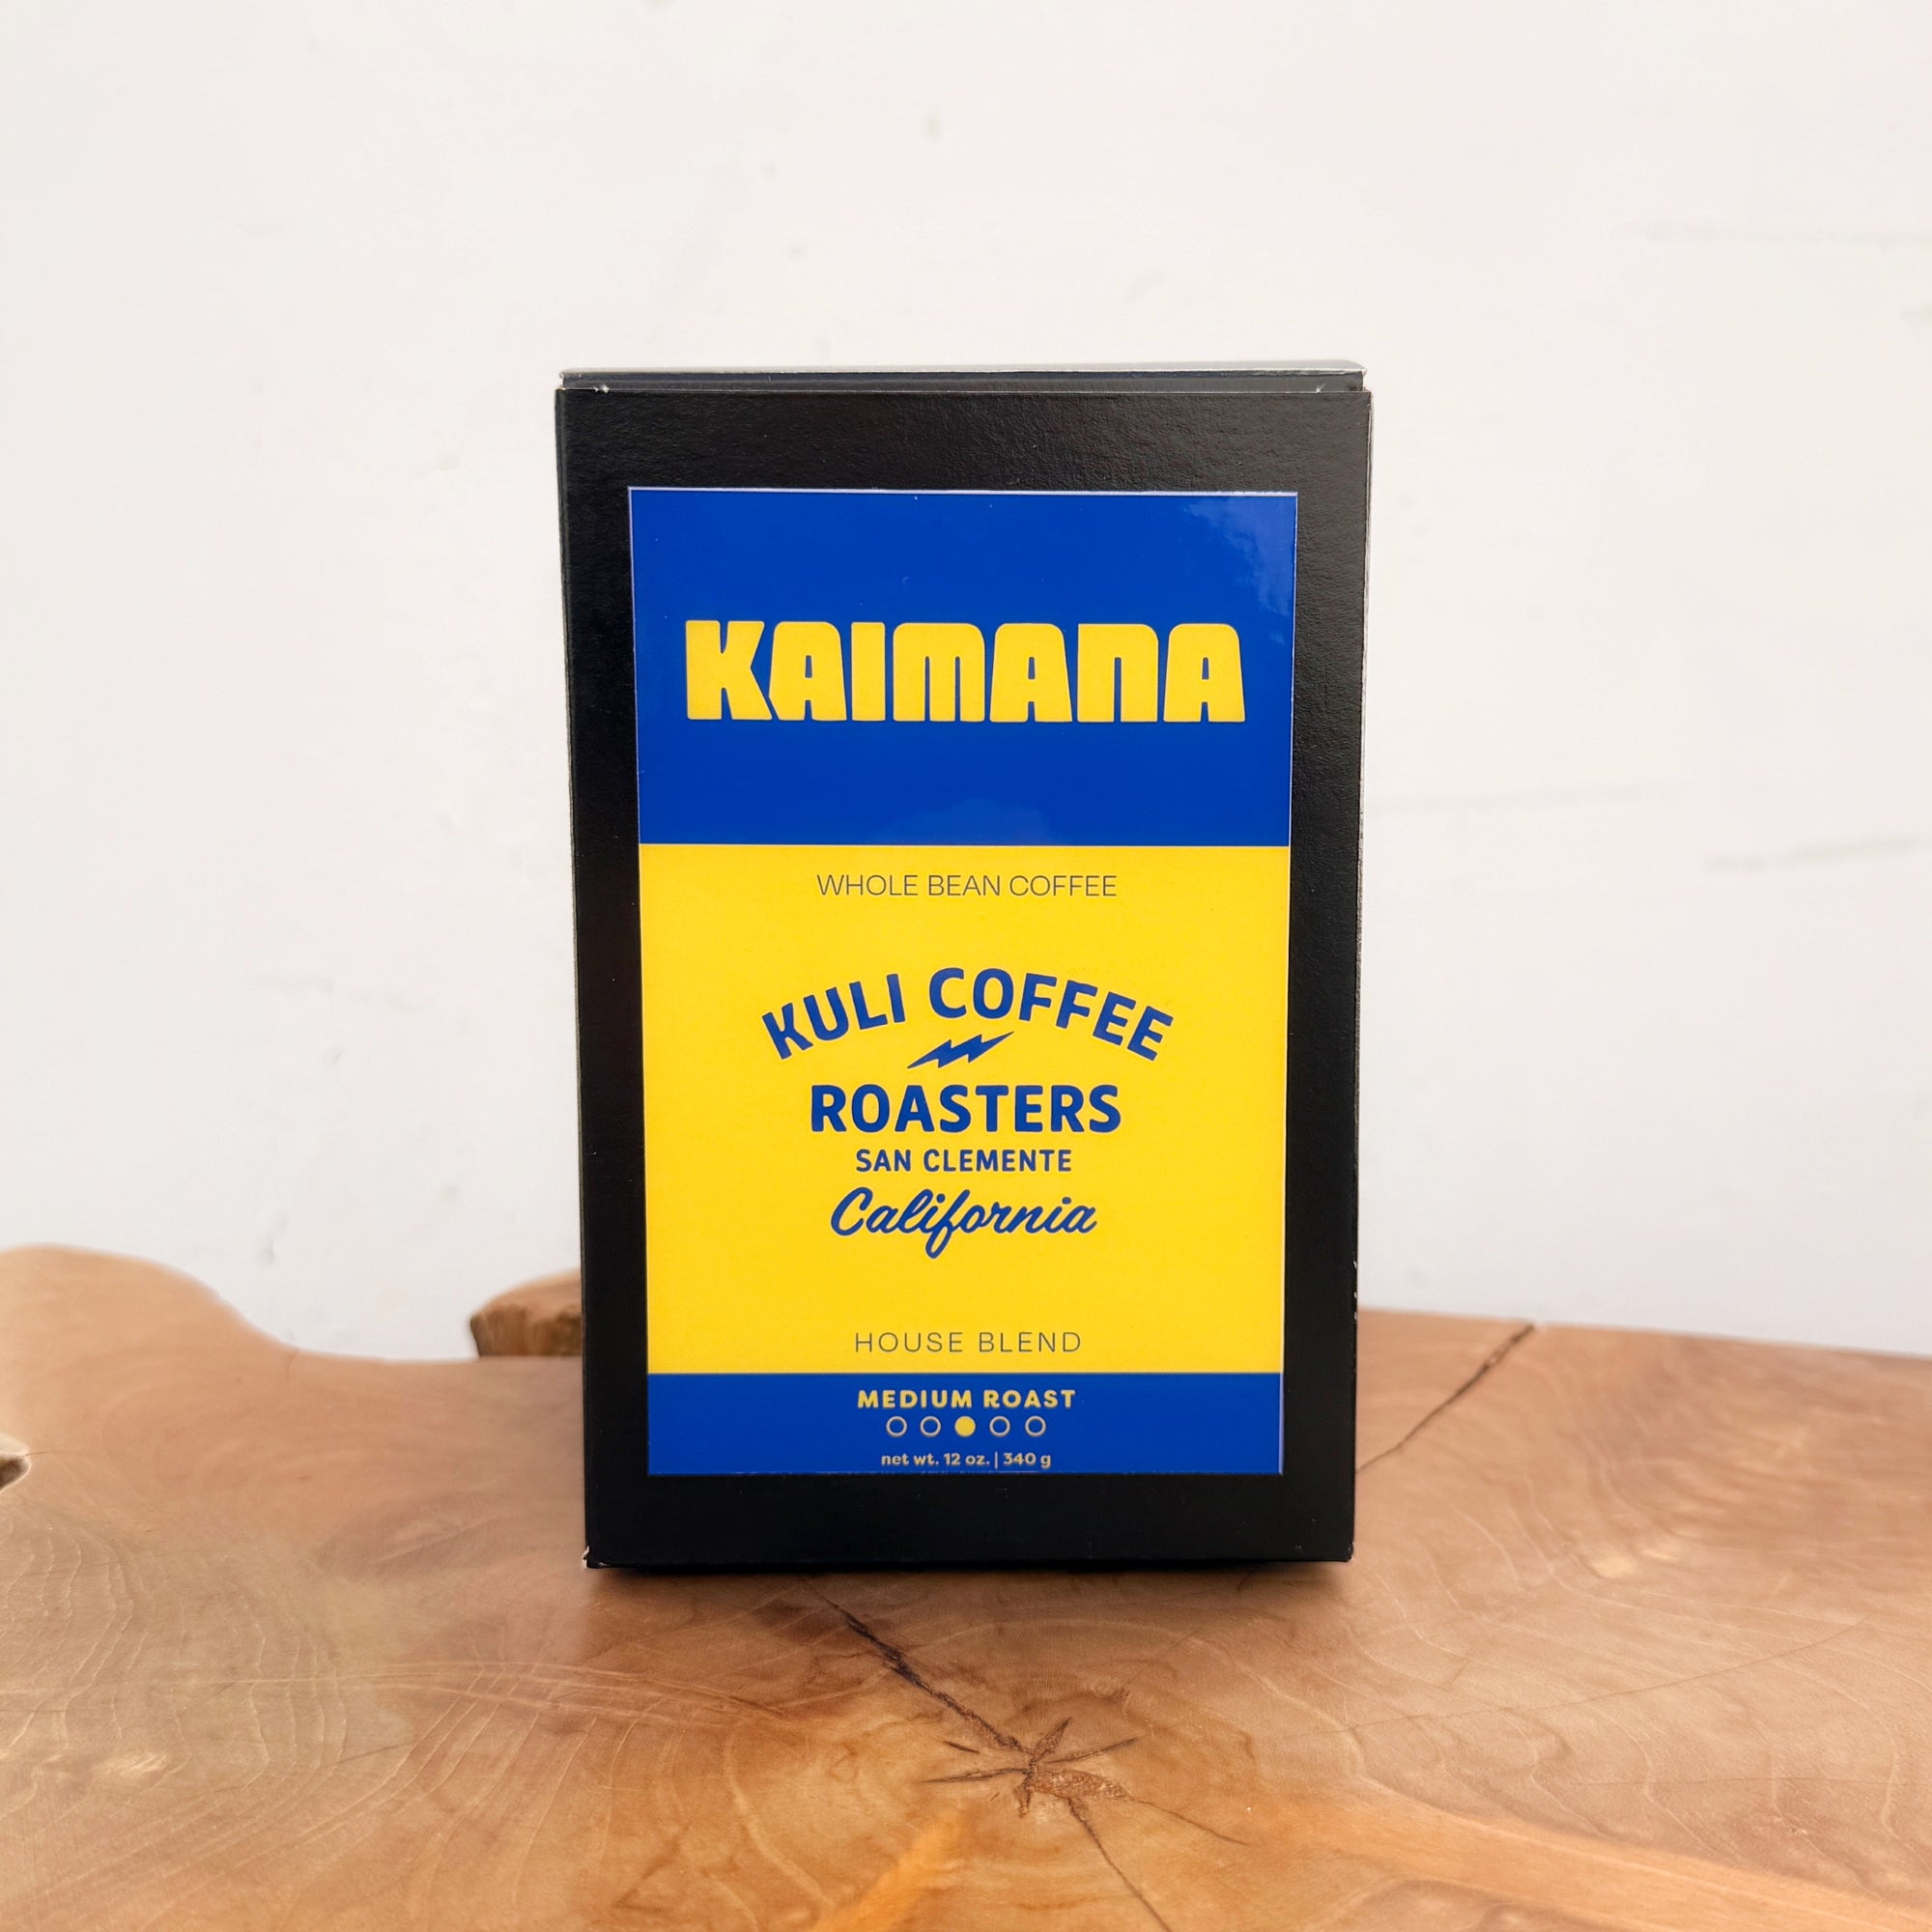 KAIMANA
WHOLE BEAN COFFEE
KULI COFFEE
ROASTERS
SAN CLEMENTE
California
HOUSE BLEND
MEDIUM ROAST
net wt. 12 oz. | 340 g